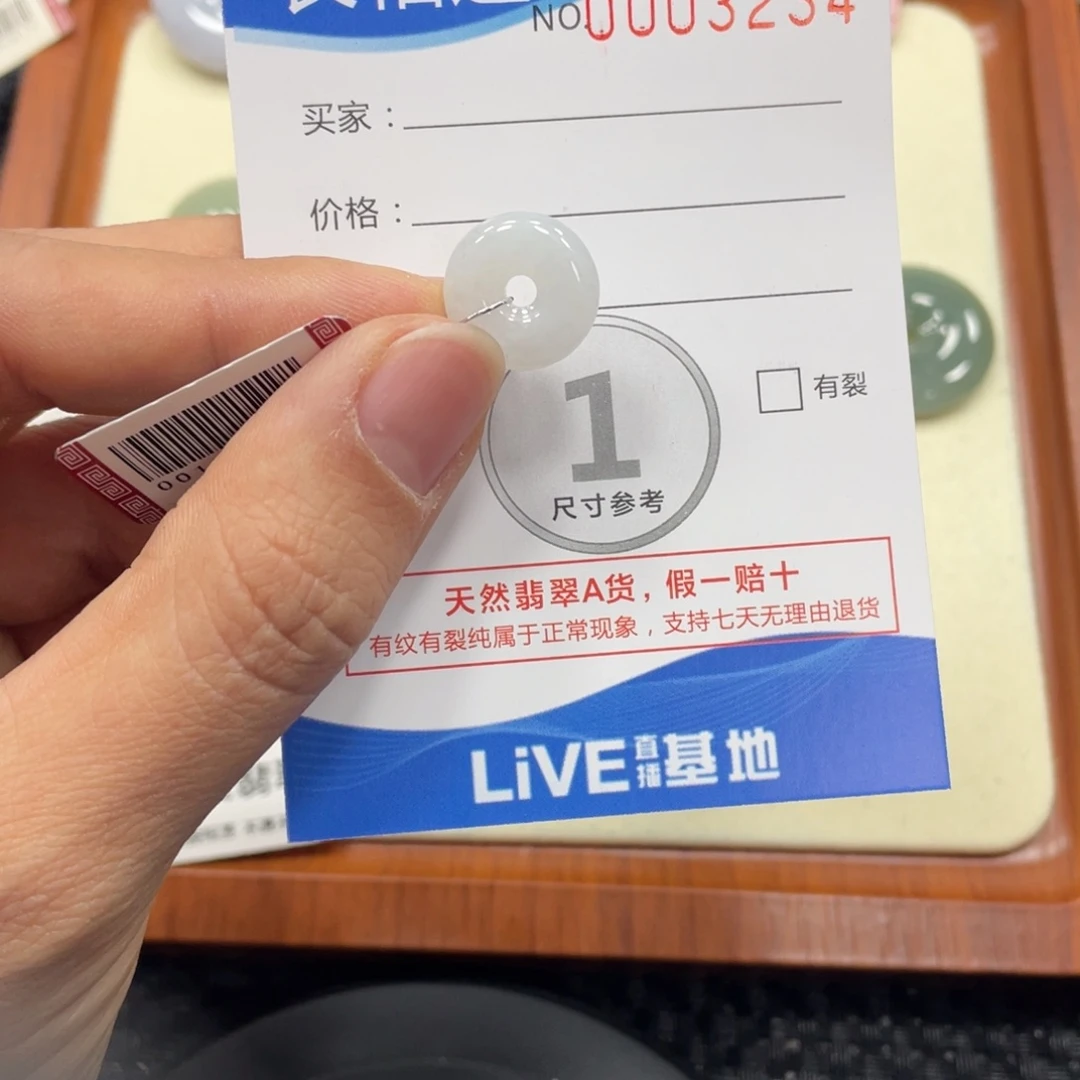 NO 0003254
买家：
价格：
1
有裂
尺寸参考
天然翡翠A货，假一赔十
有纹有裂纯属于正常现象，支持七天无理由退货
LiVE直播基地